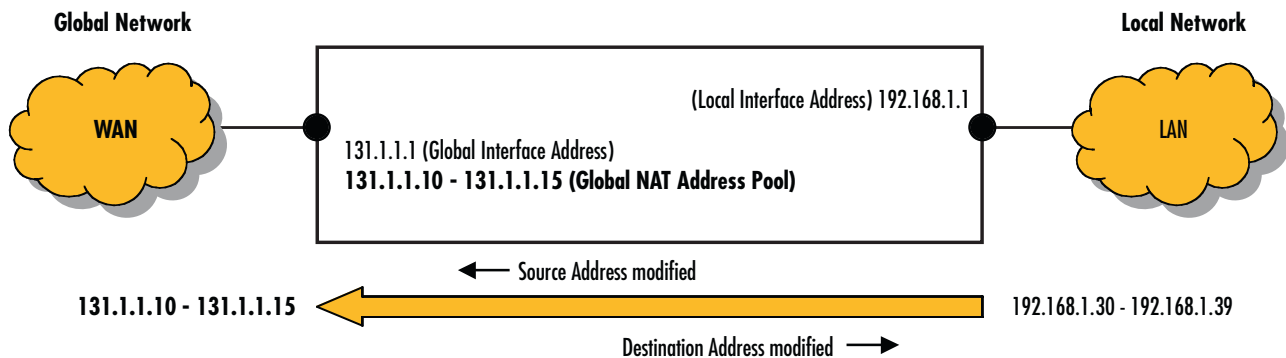 Global Network
Local Network
WAN
LAN
(Local Interface Address) 192.168.1.1
131.1.1.1 (Global Interface Address)
131.1.1.10 - 131.1.1.15 (Global NAT Address Pool)
Source Address modified
131.1.1.10 - 131.1.1.15
192.168.1.30 - 192.168.1.39
Destination Address modified